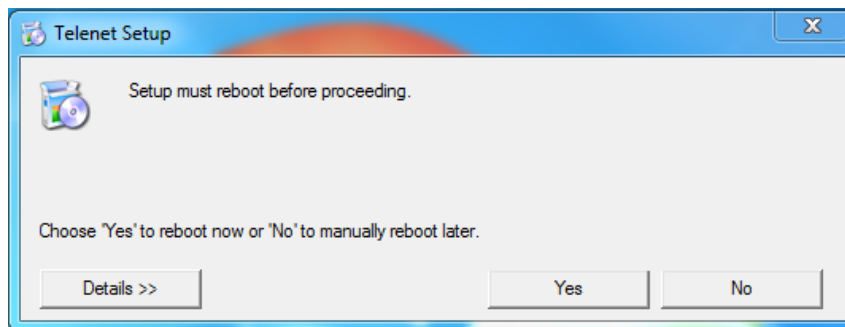 Telenet Setup
Setup must reboot before proceeding.
Choose 'Yes' to reboot now or 'No' to manually reboot later.
Details >>
Yes
No